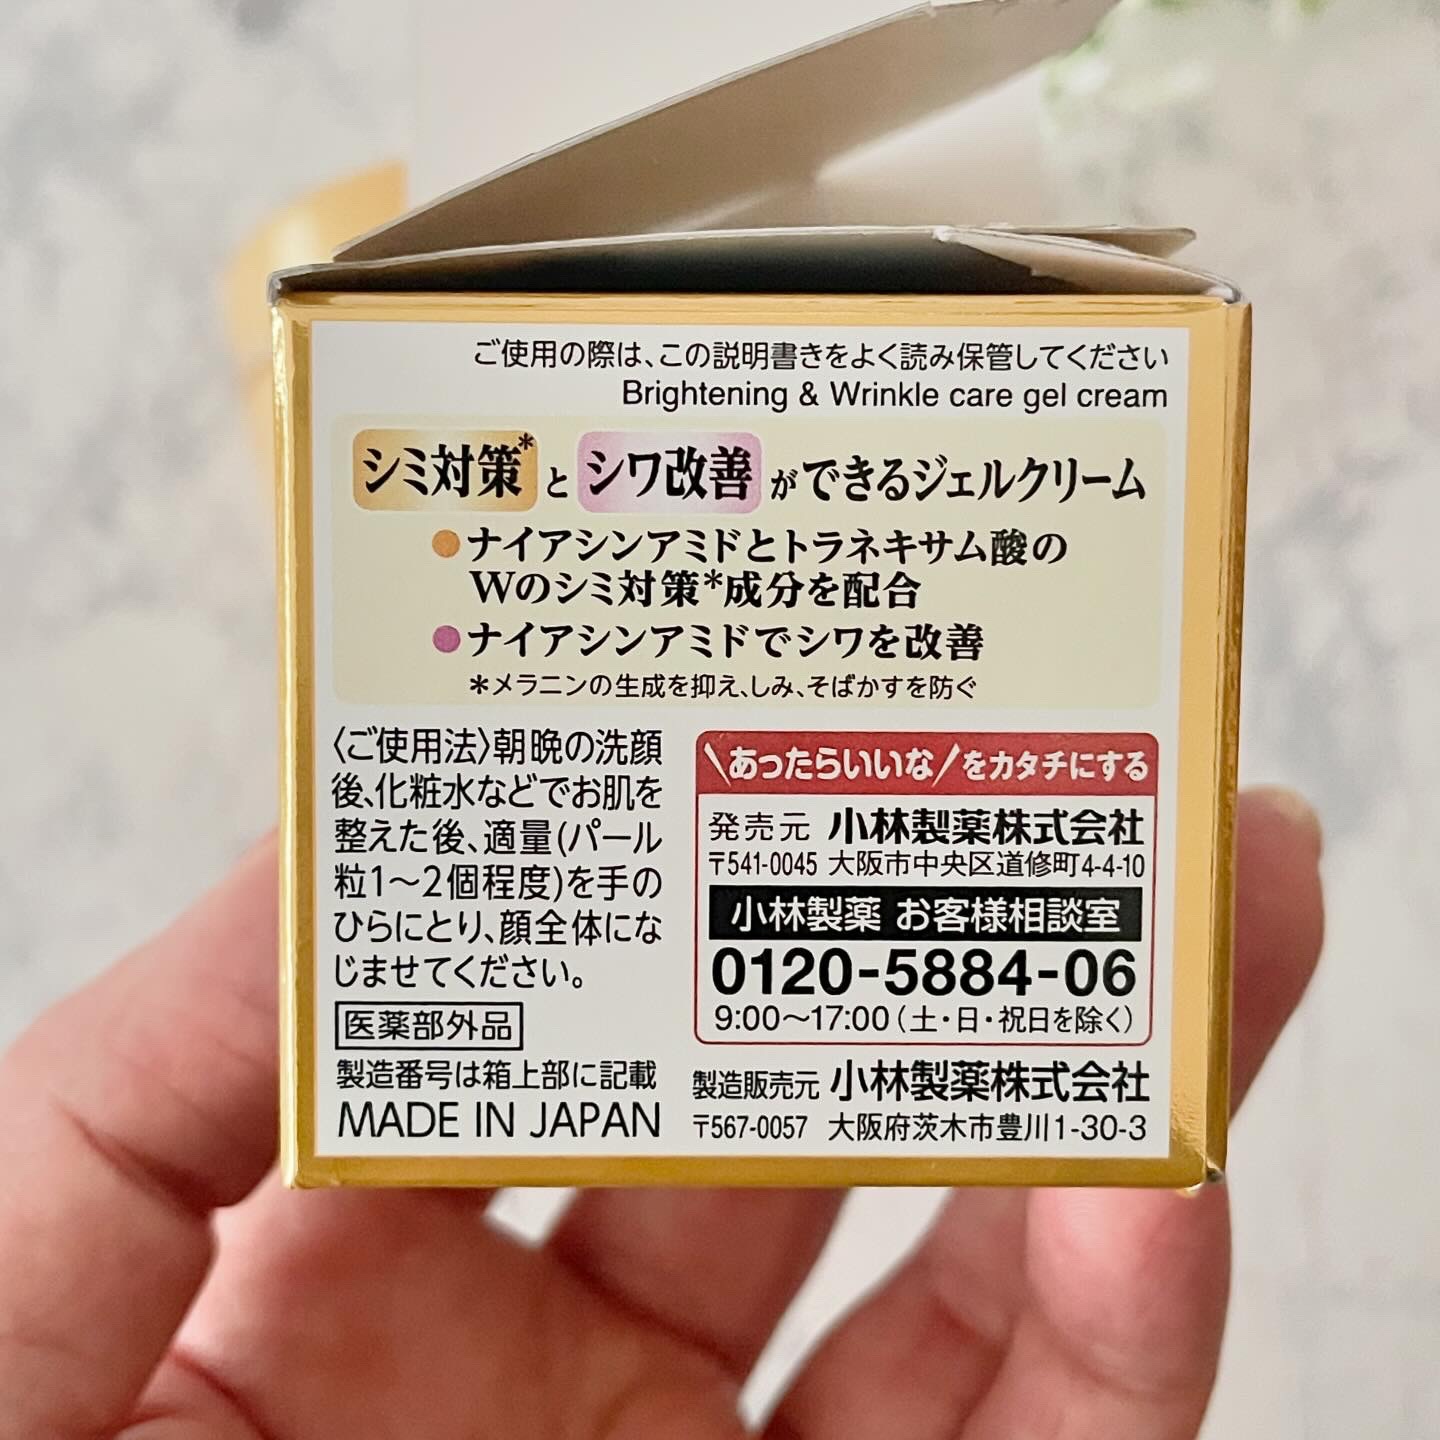 ご使用の際は、この説明書きをよく読み保管してください
Brightening & Wrinkle care gel cream
シミ対策*とシワ改善ができるジェルクリーム
●ナイアシンアミドとトラネキサム酸の
Wのシミ対策*成分を配合
●ナイアシンアミドでシワを改善
*メラニンの生成を抑え、しみ、そばかすを防ぐ
〈ご使用法〉朝晩の洗顔
後、化粧水などでお肌を
整えた後、適量(パール
粒1〜2個程度)を手の
ひらにとり、顔全体にな
じませてください。
医薬部外品
製造番号は箱上部に記載
MADE IN JAPAN
\あったらいいな/をカタチにする
発売元 小林製薬株式会社
〒541-0045 大阪市中央区道修町4-4-10
小林製薬 お客様相談室
0120-5884-06
9:00〜17:00(土・日・祝日を除く)
製造販売元 小林製薬株式会社
〒567-0057 大阪府茨木市豊川1-30-3